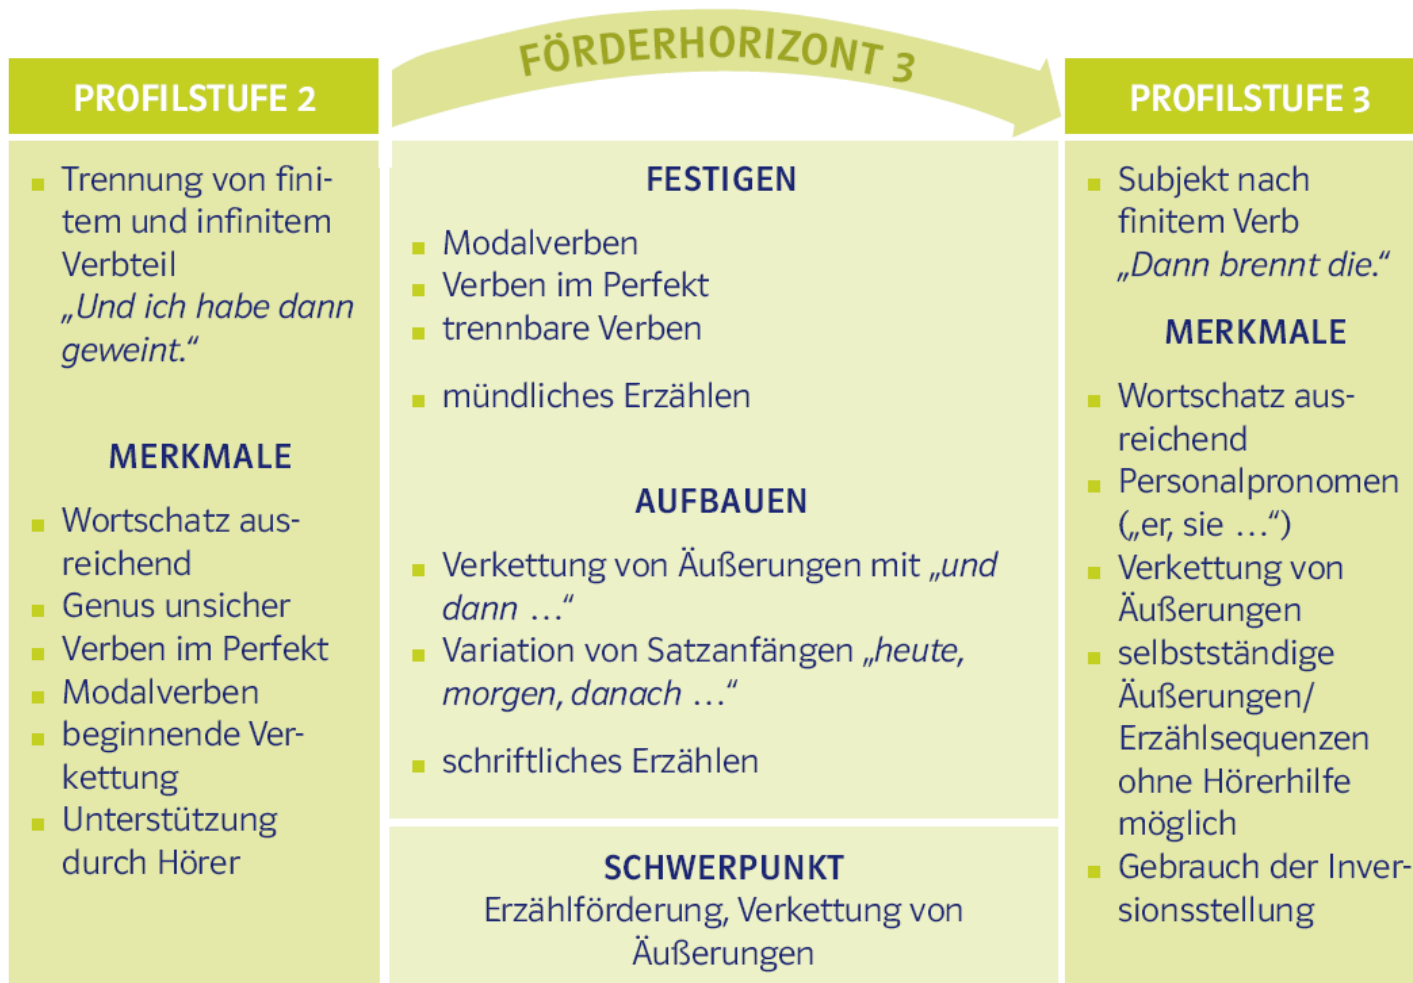 FÖRDERHORIZONT 3
PROFILSTUFE 2
Trennung von fini-
tem und infinitem
Verbteil
„Und ich habe dann
geweint.“
MERKMALE
Wortschatz aus-
reichend
Genus unsicher
Verben im Perfekt
Modalverben
beginnende Ver-
kettung
Unterstützung
durch Hörer
FESTIGEN
Modalverben
Verben im Perfekt
trennbare Verben
mündliches Erzählen
AUFBAUEN
Verkettung von Äußerungen mit „und
dann …“
Variation von Satzanfängen „heute,
morgen, danach …“
schriftliches Erzählen
SCHWERPUNKT
Erzählförderung, Verkettung von
Äußerungen
PROFILSTUFE 3
Subjekt nach
finitem Verb
„Dann brennt die.“
MERKMALE
Wortschatz aus-
reichend
Personalpronomen
(„er, sie …“)
Verkettung von
Äußerungen
selbstständige
Äußerungen/
Erzählsequenzen
ohne Hörerhilfe
möglich
Gebrauch der Inver-
sionsstellung